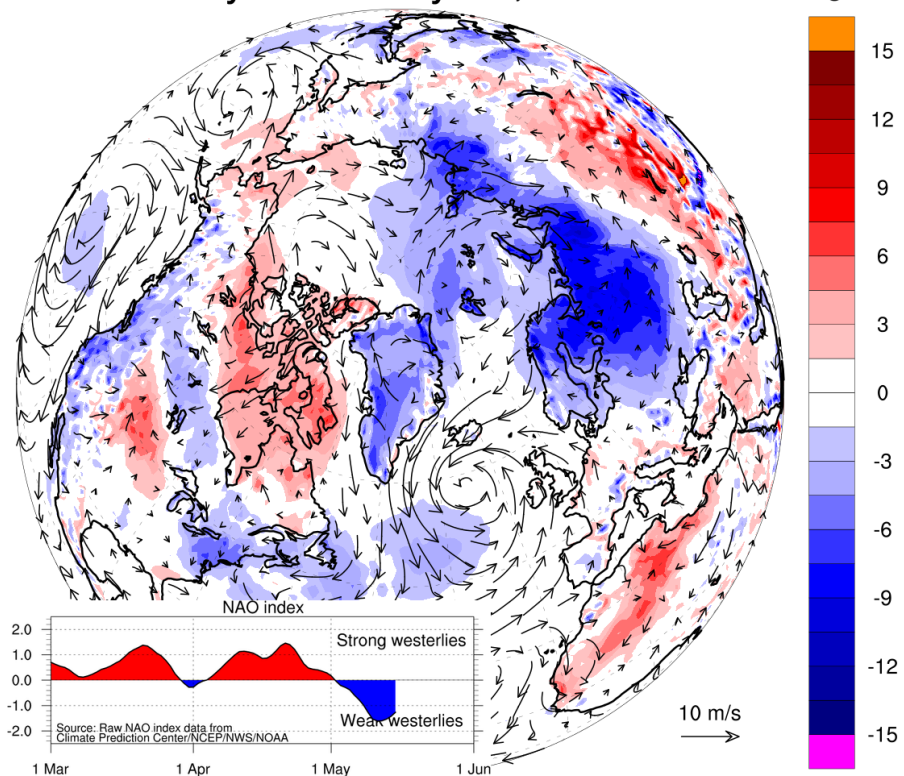 15
12
9
6
3
0
-3
-6
-9
-12
-15
10 m/s
NAO index
2.0
1.0
0.0
-1.0
-2.0
Strong westerlies
Weak westerlies
Source: Raw NAO index data from
Climate Prediction Center/NCEP/NWS/NOAA
1 Mar
1 Apr
1 May
1 Jun